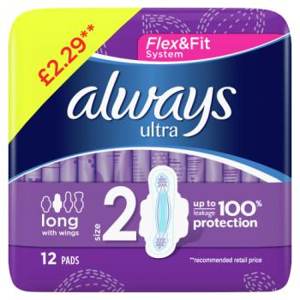 £2.29**
Flex&Fit
System
always
ultra
long
with wings
size
2
up to
leakage
100%
protection
12 PADS
**recommended retail price